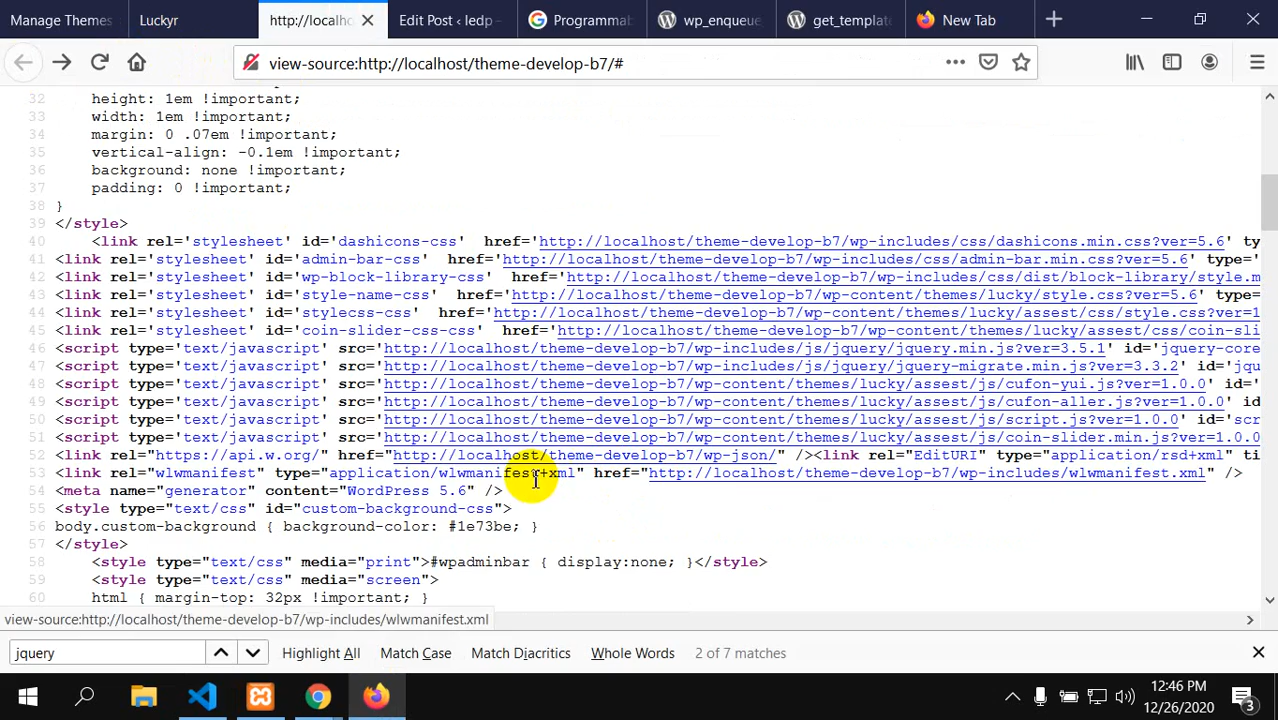 Manage Themes
Luckyr
http://localho
Edit Post ‹ ledp –
Programmab
wp_enqueue
get_templat
New Tab
view-source:http://localhost/theme-develop-b7/#
32 height: 1em !important;
33 width: 1em !important;
34 margin: 0 .07em !important;
35 vertical-align: -0.1em !important;
36 background: none !important;
37 padding: 0 !important;
38 }
39 </style>
40 <link rel='stylesheet' id='dashicons-css' href='http://localhost/theme-develop-b7/wp-includes/css/dashicons.min.css?ver=5.6' ty
41 <link rel='stylesheet' id='admin-bar-css' href='http://localhost/theme-develop-b7/wp-includes/css/admin-bar.min.css?ver=5.6' t
42 <link rel='stylesheet' id='wp-block-library-css' href='http://localhost/theme-develop-b7/wp-includes/css/dist/block-library/style.m
43 <link rel='stylesheet' id='style-name-css' href='http://localhost/theme-develop-b7/wp-content/themes/lucky/style.css?ver=5.6' type=
44 <link rel='stylesheet' id='stylecss-css' href='http://localhost/theme-develop-b7/wp-content/themes/lucky/assest/css/style.css?ver=1
45 <link rel='stylesheet' id='coin-slider-css-css' href='http://localhost/theme-develop-b7/wp-content/themes/lucky/assest/css/coin-sli
46 <script type='text/javascript' src='http://localhost/theme-develop-b7/wp-includes/js/jquery/jquery.min.js?ver=3.5.1' id='jquery-core
47 <script type='text/javascript' src='http://localhost/theme-develop-b7/wp-includes/js/jquery/jquery-migrate.min.js?ver=3.3.2' id='jqu
48 <script type='text/javascript' src='http://localhost/theme-develop-b7/wp-content/themes/lucky/assest/js/cufon-yui.js?ver=1.0.0' id=
49 <script type='text/javascript' src='http://localhost/theme-develop-b7/wp-content/themes/lucky/assest/js/cufon-aller.js?ver=1.0.0' id
50 <script type='text/javascript' src='http://localhost/theme-develop-b7/wp-content/themes/lucky/assest/js/script.js?ver=1.0.0' id='scr
51 <script type='text/javascript' src='http://localhost/theme-develop-b7/wp-content/themes/lucky/assest/js/coin-slider.min.js?ver=1.0.0
52 <link rel="https://api.w.org/" href="http://localhost/theme-develop-b7/wp-json/" /><link rel="EditURI" type="application/rsd+xml" ti
53 <link rel="wlwmanifest" type="application/wlwmanifest+xml" href="http://localhost/theme-develop-b7/wp-includes/wlwmanifest.xml" />
54 <meta name="generator" content="WordPress 5.6" />
55 <style type="text/css" id="custom-background-css">
56 body.custom-background { background-color: #1e73be; }
57 </style>
58 <style type="text/css" media="print">#wpadminbar { display:none; }</style>
59 <style type="text/css" media="screen">
60 html { margin-top: 32px !important; }
view-source:http://localhost/theme-develop-b7/wp-includes/wlwmanifest.xml
jquery
Highlight All
Match Case
Match Diacritics
Whole Words
2 of 7 matches
12:46 PM
12/26/2020
3